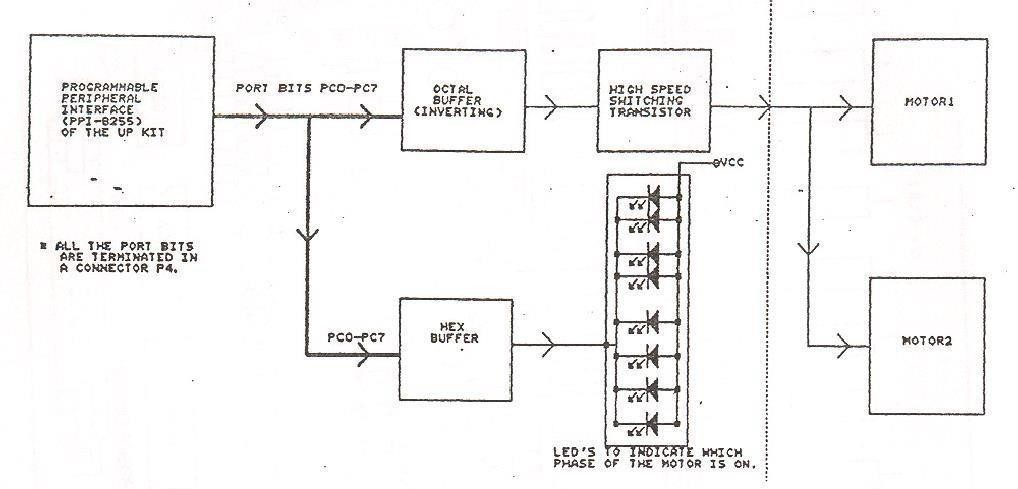 PROGRAMMABLE
PERIPHERAL
INTERFACE
(PPI-8255)
OF THE UP KIT
PORT BITS PC0-PC7
OCTAL
BUFFER
(INVERTING)
HIGH SPEED
SWITCHING
TRANSISTOR
MOTOR1
VCC
* ALL THE PORT BITS
ARE TERMINATED IN
A CONNECTOR P4.
PC0-PC7
HEX
BUFFER
MOTOR2
LED'S TO INDICATE WHICH
PHASE OF THE MOTOR IS ON.